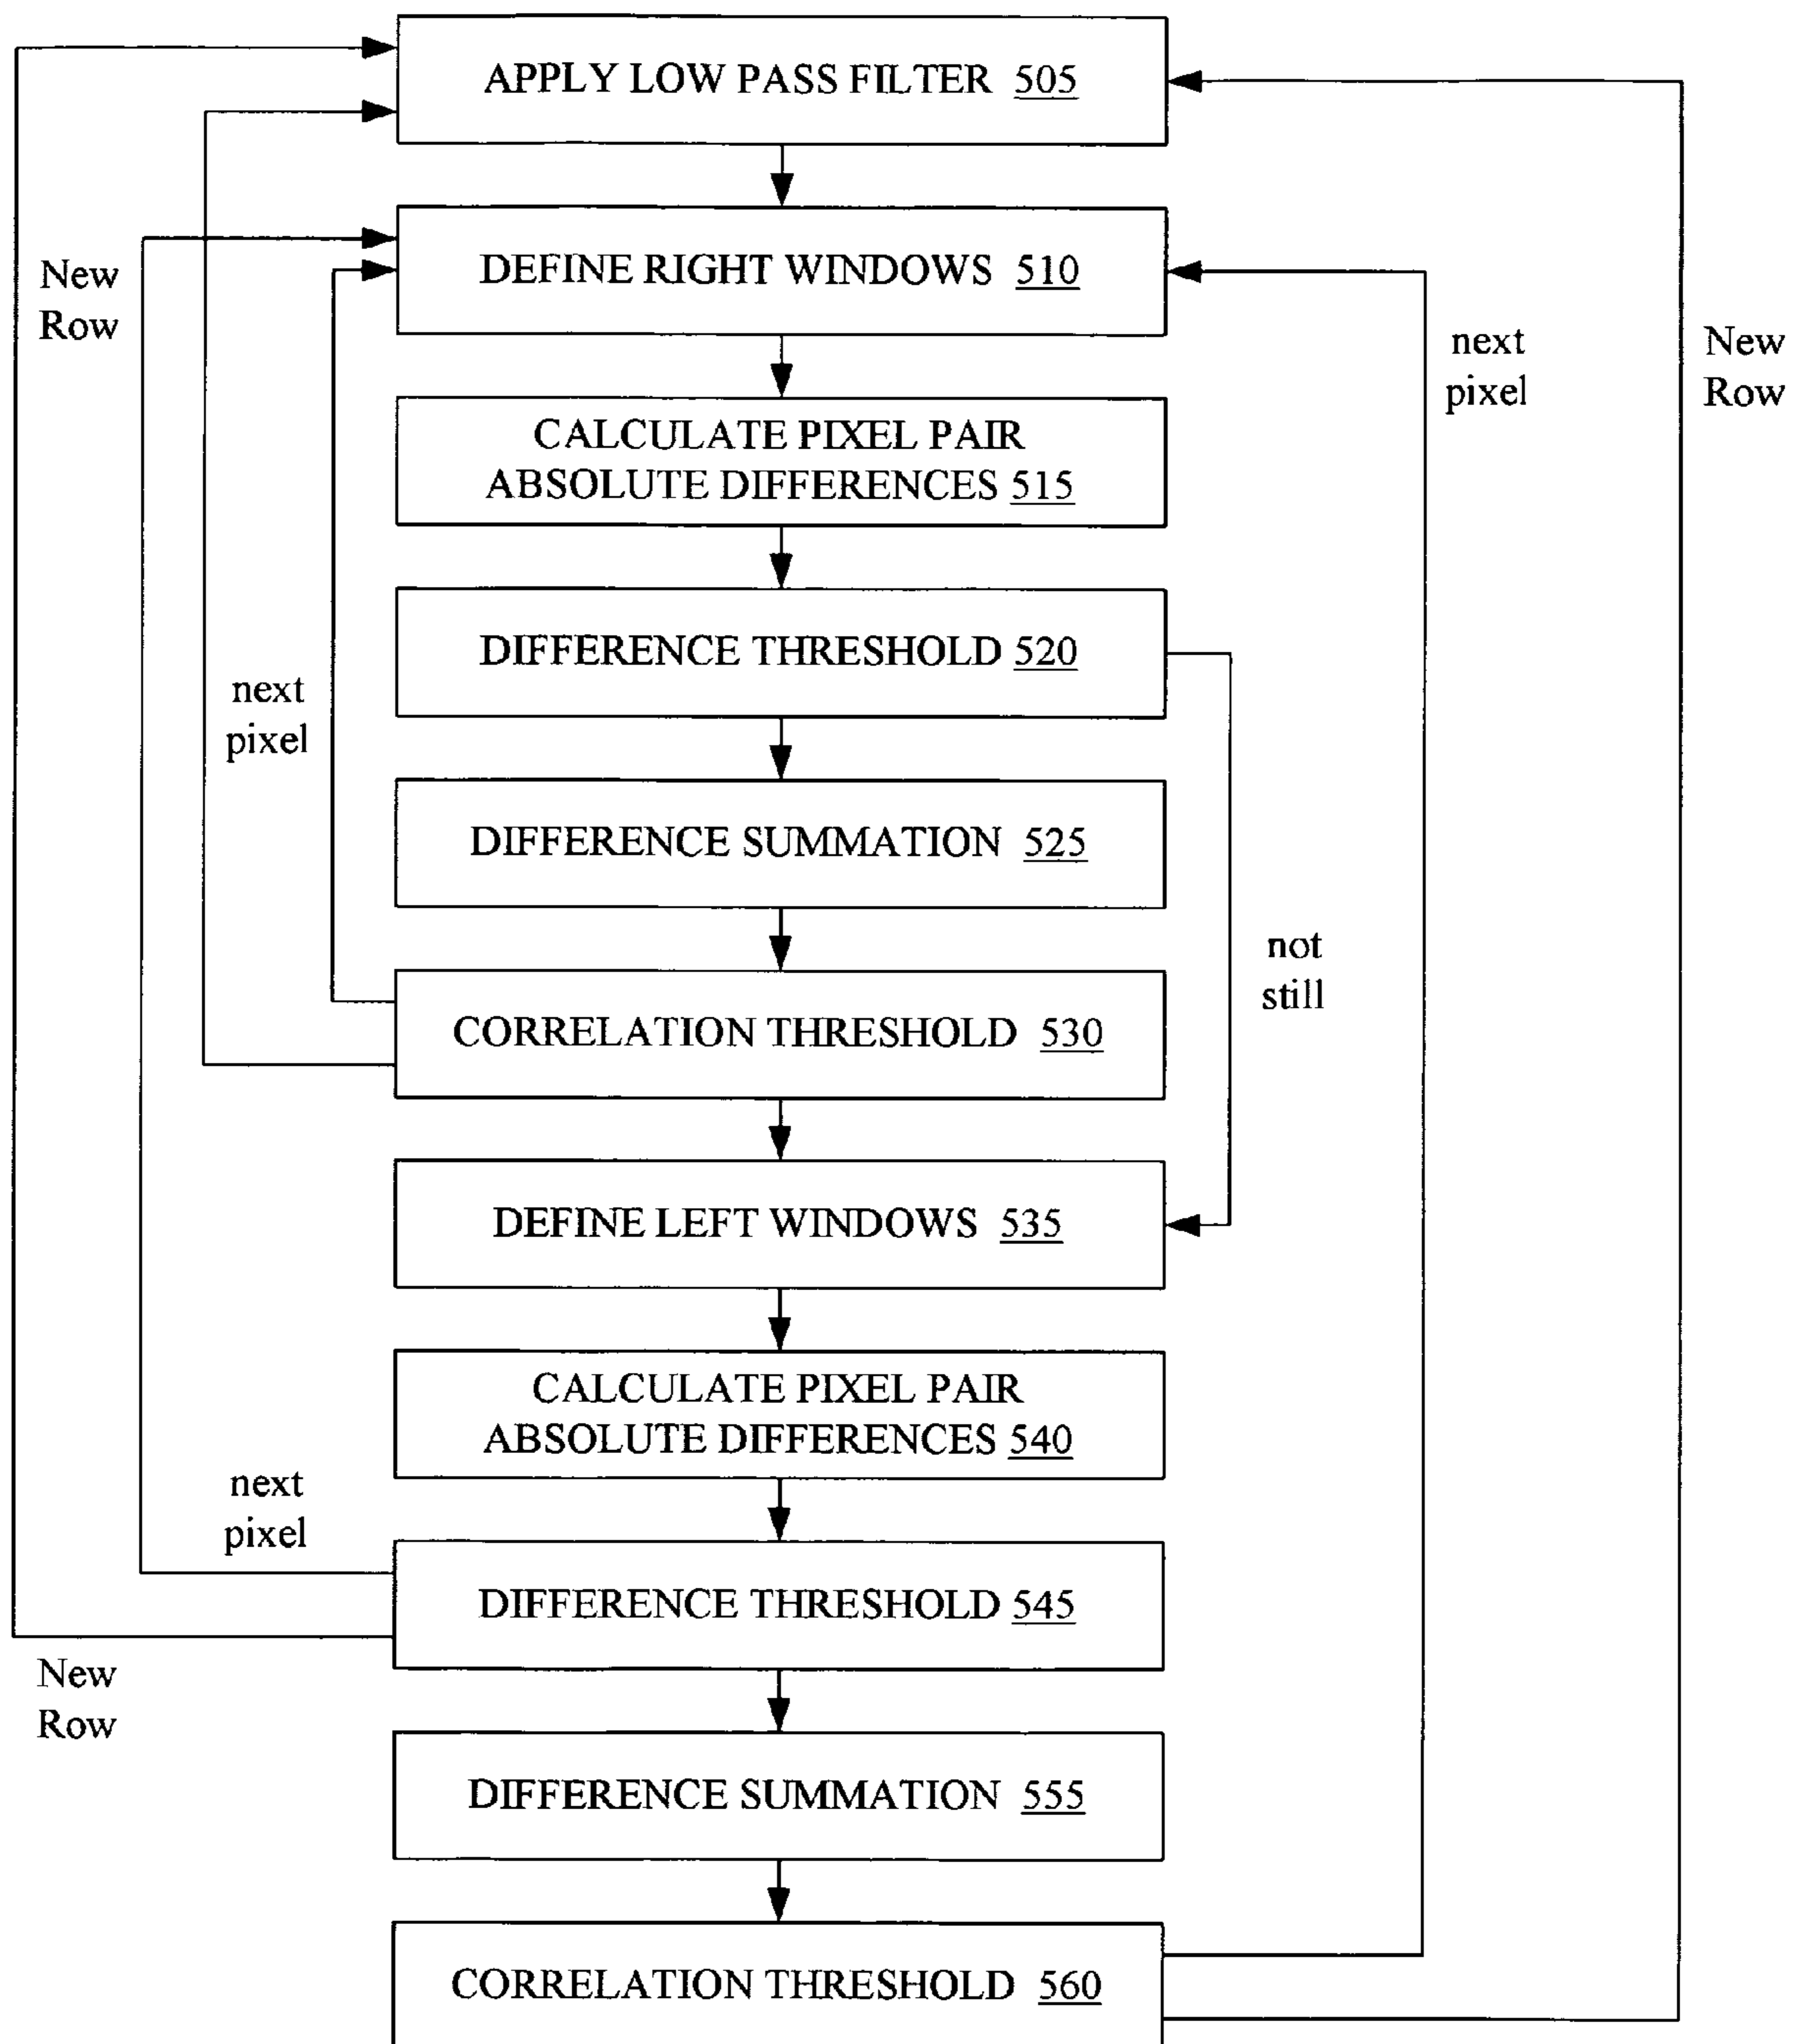 APPLY LOW PASS FILTER 505
DEFINE RIGHT WINDOWS 510
New
Row
next
pixel
New
Row
CALCULATE PIXEL PAIR
ABSOLUTE DIFFERENCES 515
DIFFERENCE THRESHOLD 520
next
pixel
DIFFERENCE SUMMATION 525
not
still
CORRELATION THRESHOLD 530
DEFINE LEFT WINDOWS 535
CALCULATE PIXEL PAIR
ABSOLUTE DIFFERENCES 540
next
pixel
DIFFERENCE THRESHOLD 545
New
Row
DIFFERENCE SUMMATION 555
CORRELATION THRESHOLD 560